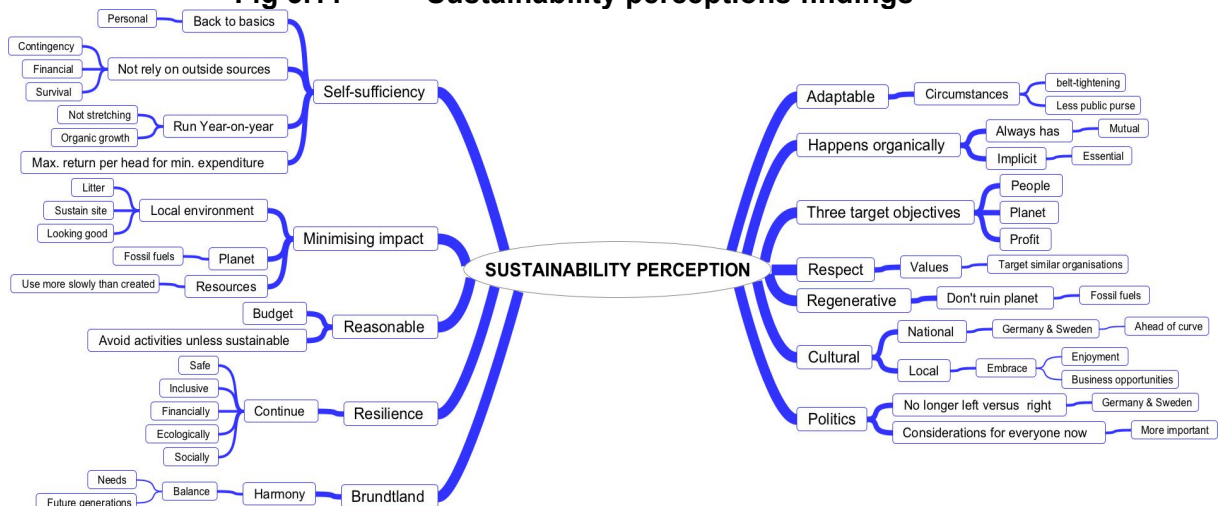 Sustainability perceptions findings
Personal
Back to basics
Contingency
Financial
Survival
Not rely on outside sources
Self-sufficiency
Not stretching
Organic growth
Run Year-on-year
Max. return per head for min. expenditure
Litter
Sustain site
Looking good
Local environment
Minimising impact
Fossil fuels
Planet
Use more slowly than created
Resources
Budget
Avoid activities unless sustainable
Reasonable
Safe
Inclusive
Financially
Ecologically
Socially
Continue
Resilience
Needs
Future generations
Balance
Harmony
Brundtland
SUSTAINABILITY PERCEPTION
Adaptable
Circumstances
belt-tightening
Less public purse
Happens organically
Always has
Mutual
Implicit
Essential
Three target objectives
People
Planet
Profit
Respect
Values
Target similar organisations
Regenerative
Don't ruin planet
Fossil fuels
Cultural
National
Germany & Sweden
Ahead of curve
Local
Embrace
Enjoyment
Business opportunities
Politics
No longer left versus right
Germany & Sweden
Considerations for everyone now
More important